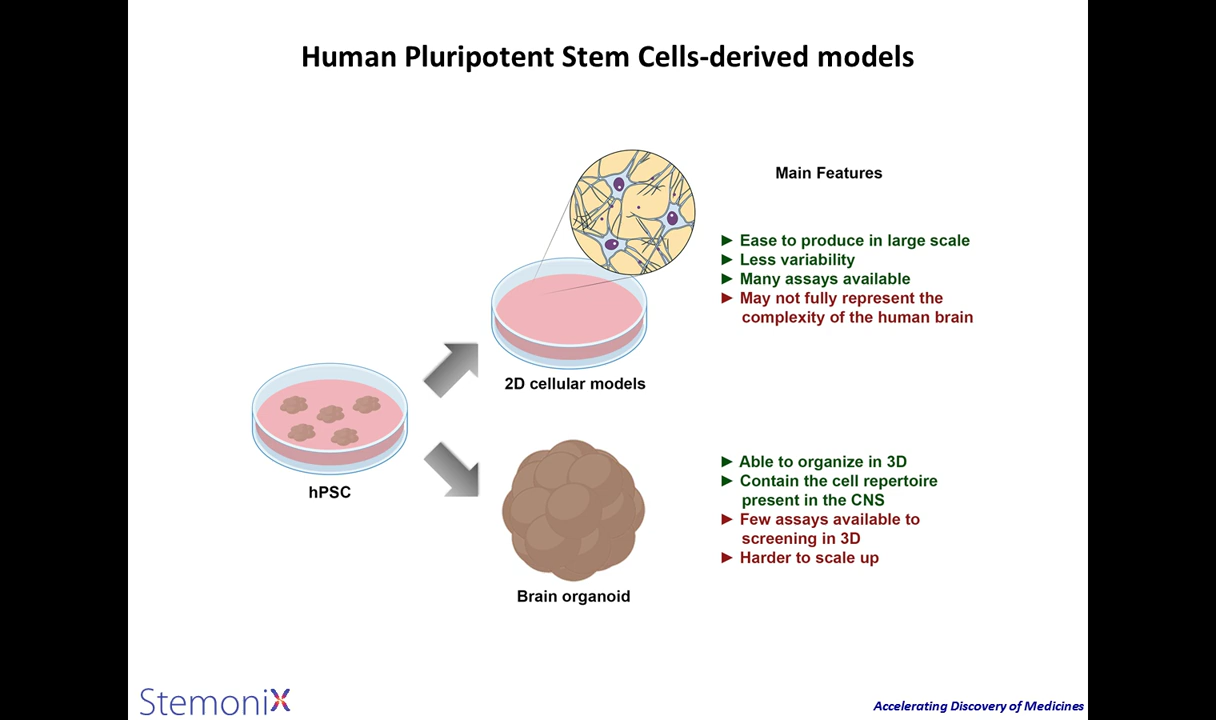 Human Pluripotent Stem Cells-derived models
Main Features
► Ease to produce in large scale
► Less variability
► Many assays available
► May not fully represent the
complexity of the human brain
2D cellular models
hPSC
► Able to organize in 3D
► Contain the cell repertoire
present in the CNS
► Few assays available to
screening in 3D
► Harder to scale up
Brain organoid
StemoniX
Accelerating Discovery of Medicines